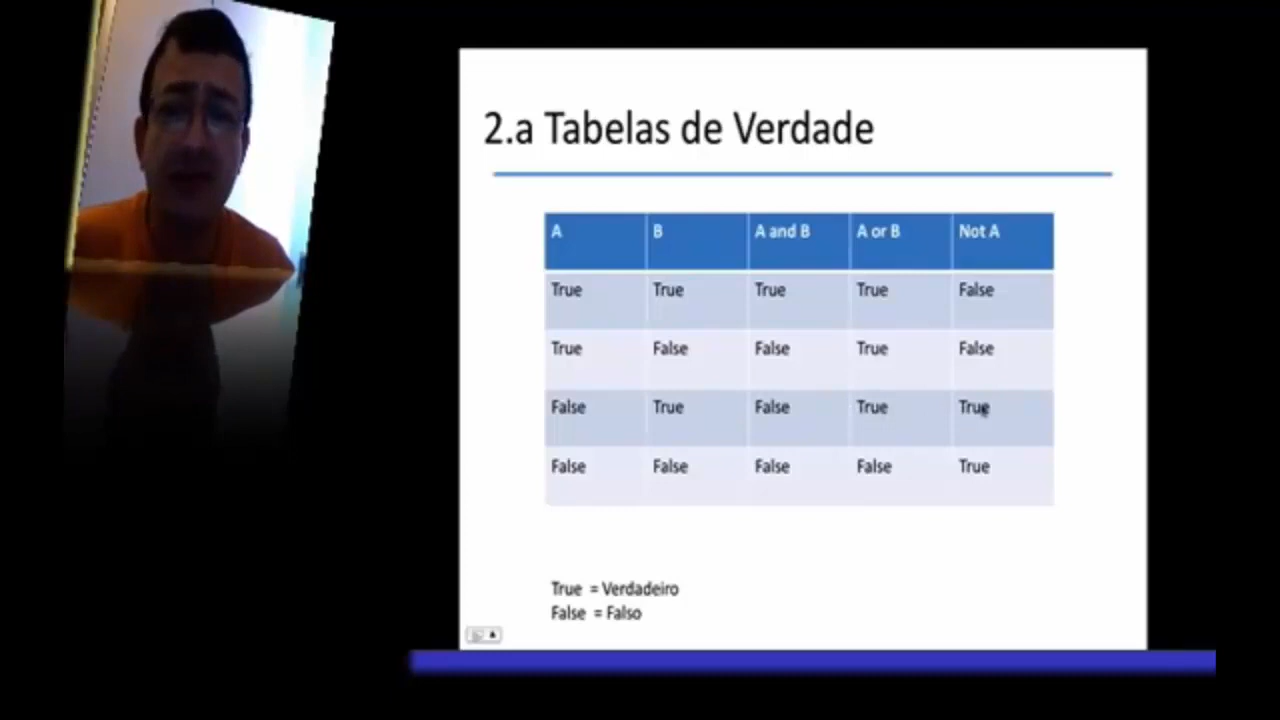 2.a Tabelas de Verdade
A B A and B A or B Not A
True True True True False
True False False True False
False True False True True
False False False False True
True = Verdadeiro
False = Falso